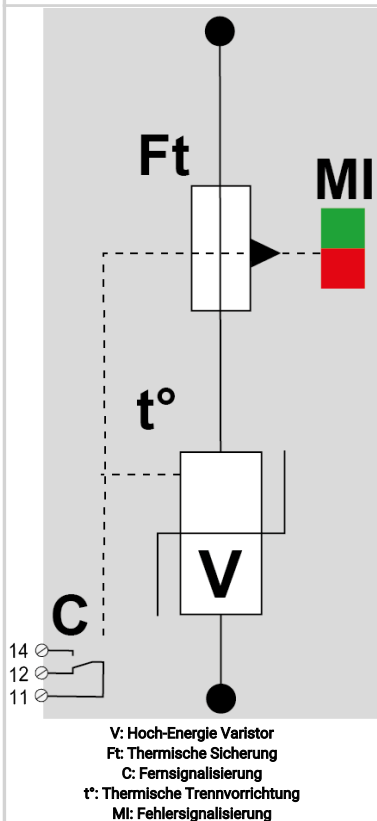 Ft
MI
t°
V
C
14
12
11
V: Hoch-Energie Varistor
Ft: Thermische Sicherung
C: Fernsignalisierung
t°: Thermische Trennvorrichtung
MI: Fehlersignalisierung